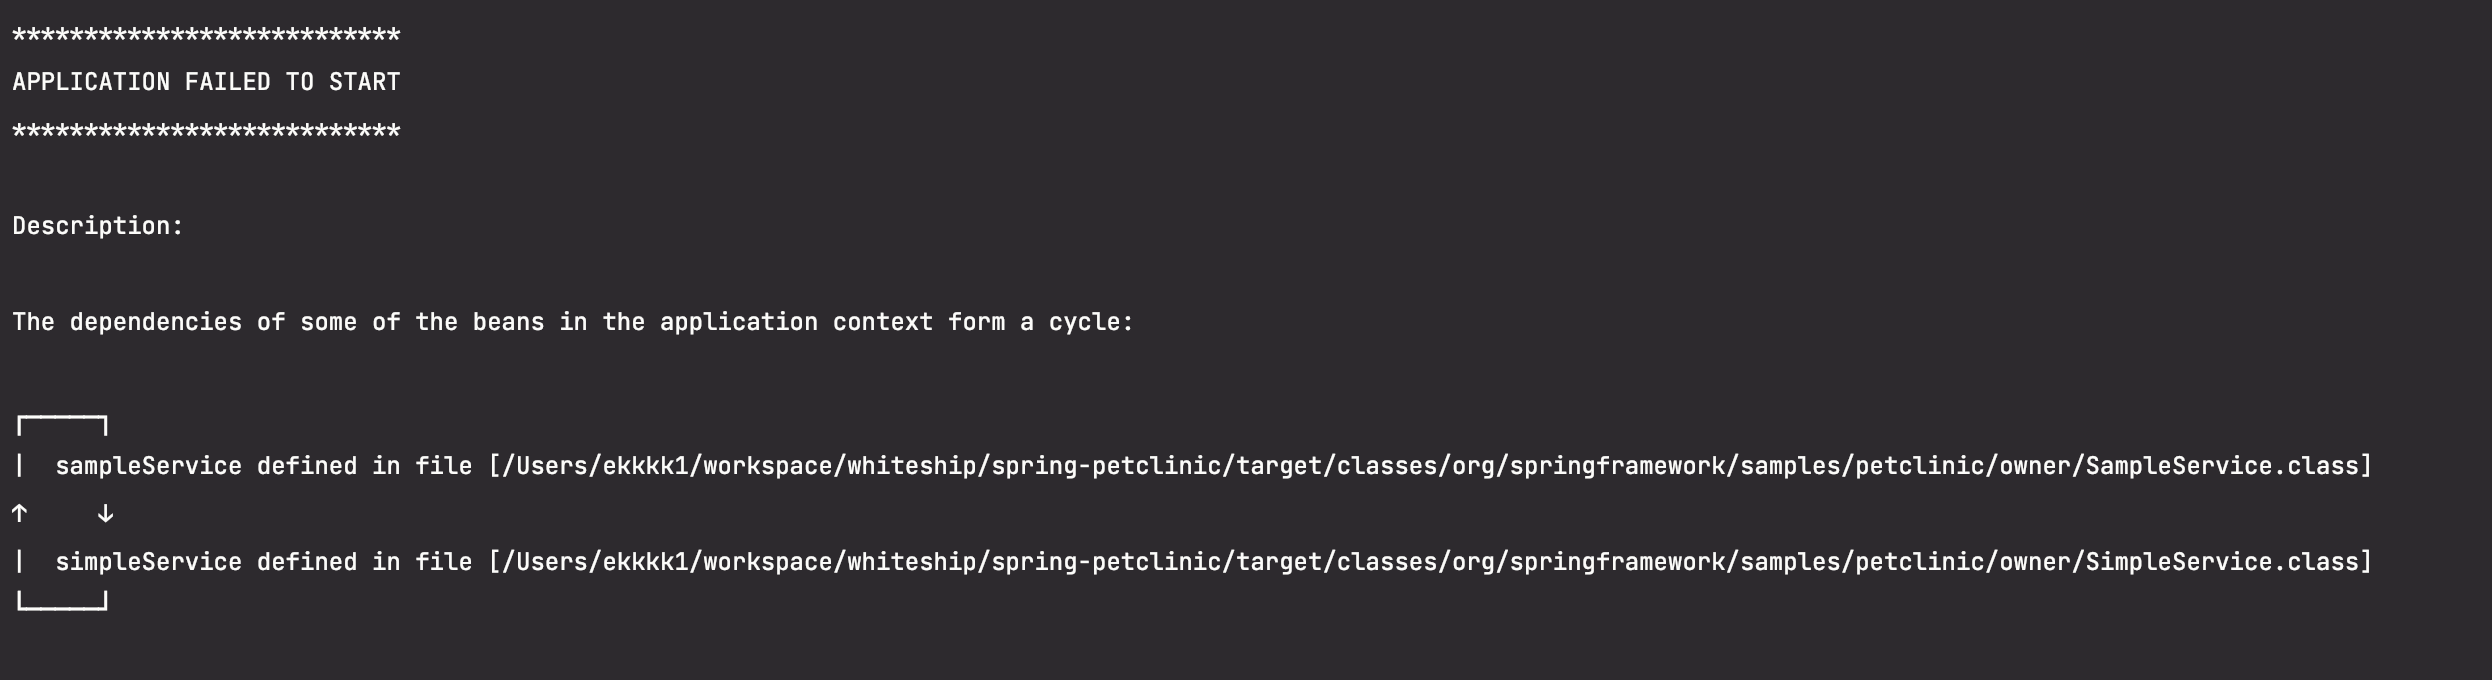 ***************************
APPLICATION FAILED TO START
***************************
Description:
The dependencies of some of the beans in the application context form a cycle:
┌─────┐
|  sampleService defined in file [/Users/ekkkk1/workspace/whiteship/spring-petclinic/target/classes/org/springframework/samples/petclinic/owner/SampleService.class]
↑     ↓
|  simpleService defined in file [/Users/ekkkk1/workspace/whiteship/spring-petclinic/target/classes/org/springframework/samples/petclinic/owner/SimpleService.class]
└─────┘